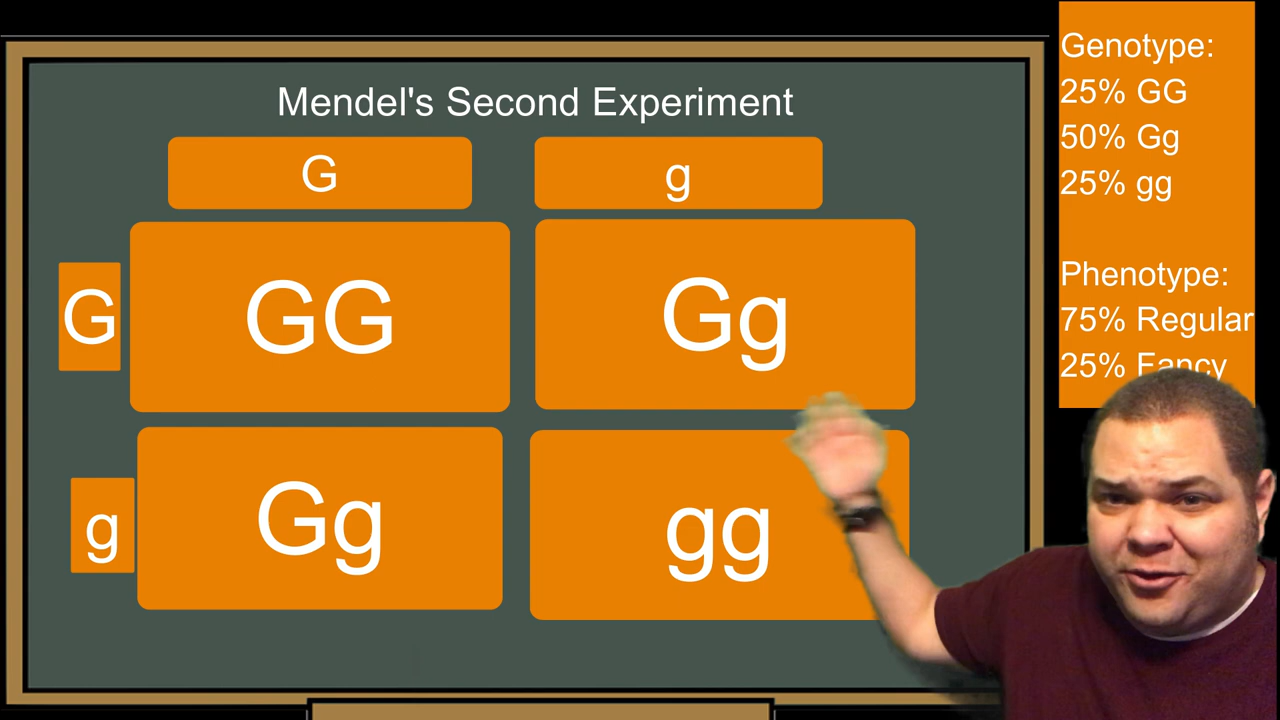 Mendel's Second Experiment
G g
G GG Gg
g Gg gg
Genotype:
25% GG
50% Gg
25% gg
Phenotype:
75% Regular
25% Fancy